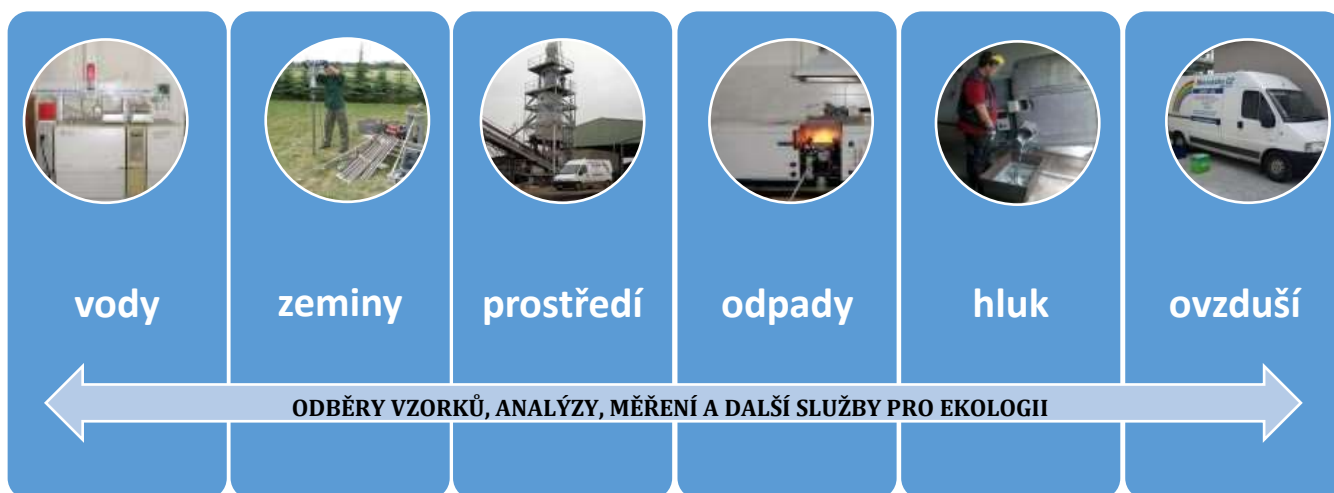 vody
zeminy
prostředí
odpady
hluk
ovzduší
ODBĚRY VZORKŮ, ANALÝZY, MĚŘENÍ A DALŠÍ SLUŽBY PRO EKOLOGII